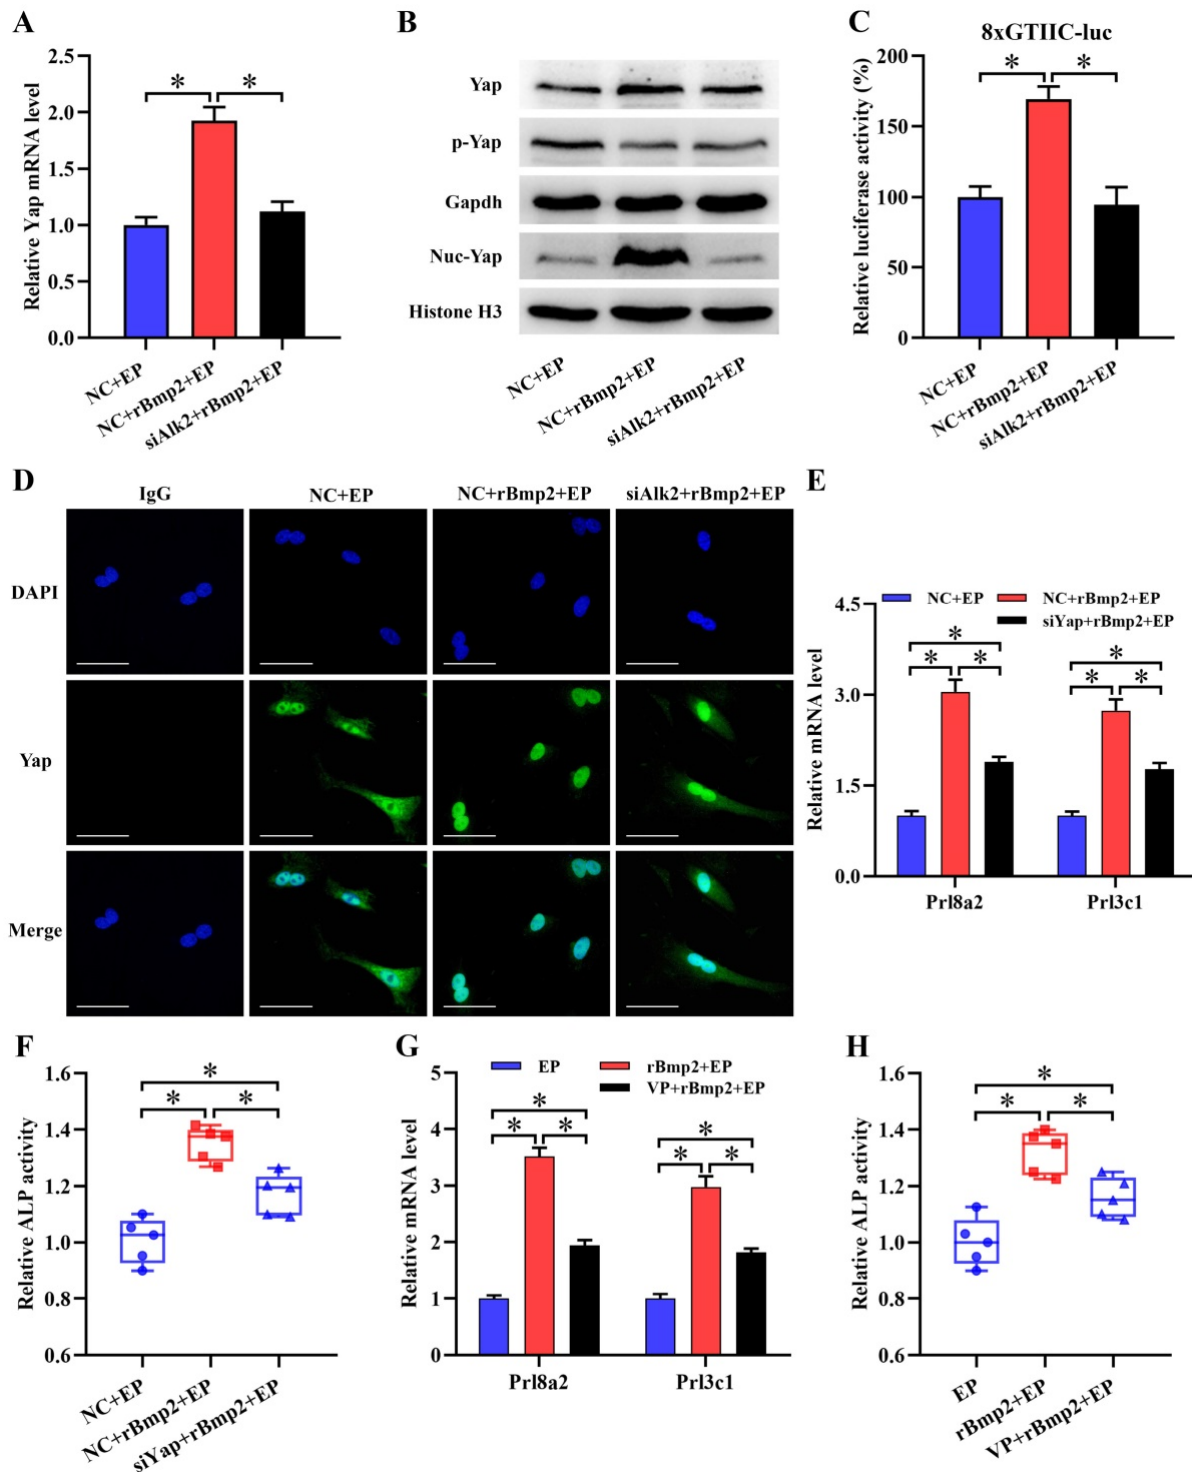 A
Relative Yap mRNA level
2.5
2.0
1.5
1.0
0.5
0.0
*
*
NC+EP
NC+rBmp2+EP
siAlk2+rBmp2+EP
B
Yap
p-Yap
Gapdh
Nuc-Yap
Histone H3
NC+EP
NC+rBmp2+EP
siAlk2+rBmp2+EP
C
8xGTIIC-luc
Relative luciferase activity (%)
200
150
100
50
0
*
*
NC+EP
NC+rBmp2+EP
siAlk2+rBmp2+EP
D
IgG
NC+EP
NC+rBmp2+EP
siAlk2+rBmp2+EP
DAPI
Yap
Merge
E
NC+EP
NC+rBmp2+EP
siYap+rBmp2+EP
Relative mRNA level
4.5
3.0
1.5
0.0
*
*
*
*
*
*
Prl8a2
Prl3c1
F
Relative ALP activity
1.6
1.4
1.2
1.0
0.8
0.6
*
*
*
NC+EP
NC+rBmp2+EP
siYap+rBmp2+EP
G
EP
rBmp2+EP
VP+rBmp2+EP
Relative mRNA level
5
4
3
2
1
0
*
*
*
*
*
*
Prl8a2
Prl3c1
H
Relative ALP activity
1.6
1.4
1.2
1.0
0.8
0.6
*
*
*
EP
rBmp2+EP
VP+rBmp2+EP